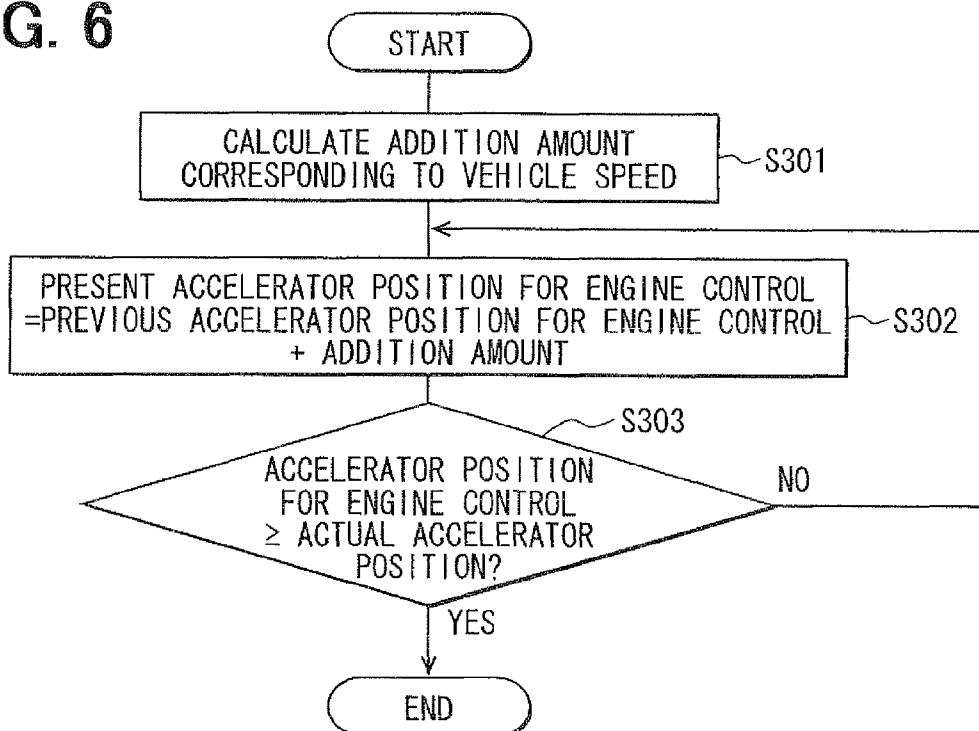 G. 6
START
CALCULATE ADDITION AMOUNT
CORRESPONDING TO VEHICLE SPEED
S301
PRESENT ACCELERATOR POSITION FOR ENGINE CONTROL
=PREVIOUS ACCELERATOR POSITION FOR ENGINE CONTROL
+ ADDITION AMOUNT
S302
S303
ACCELERATOR POSITION
FOR ENGINE CONTROL
≥ ACTUAL ACCELERATOR
POSITION?
NO
YES
END